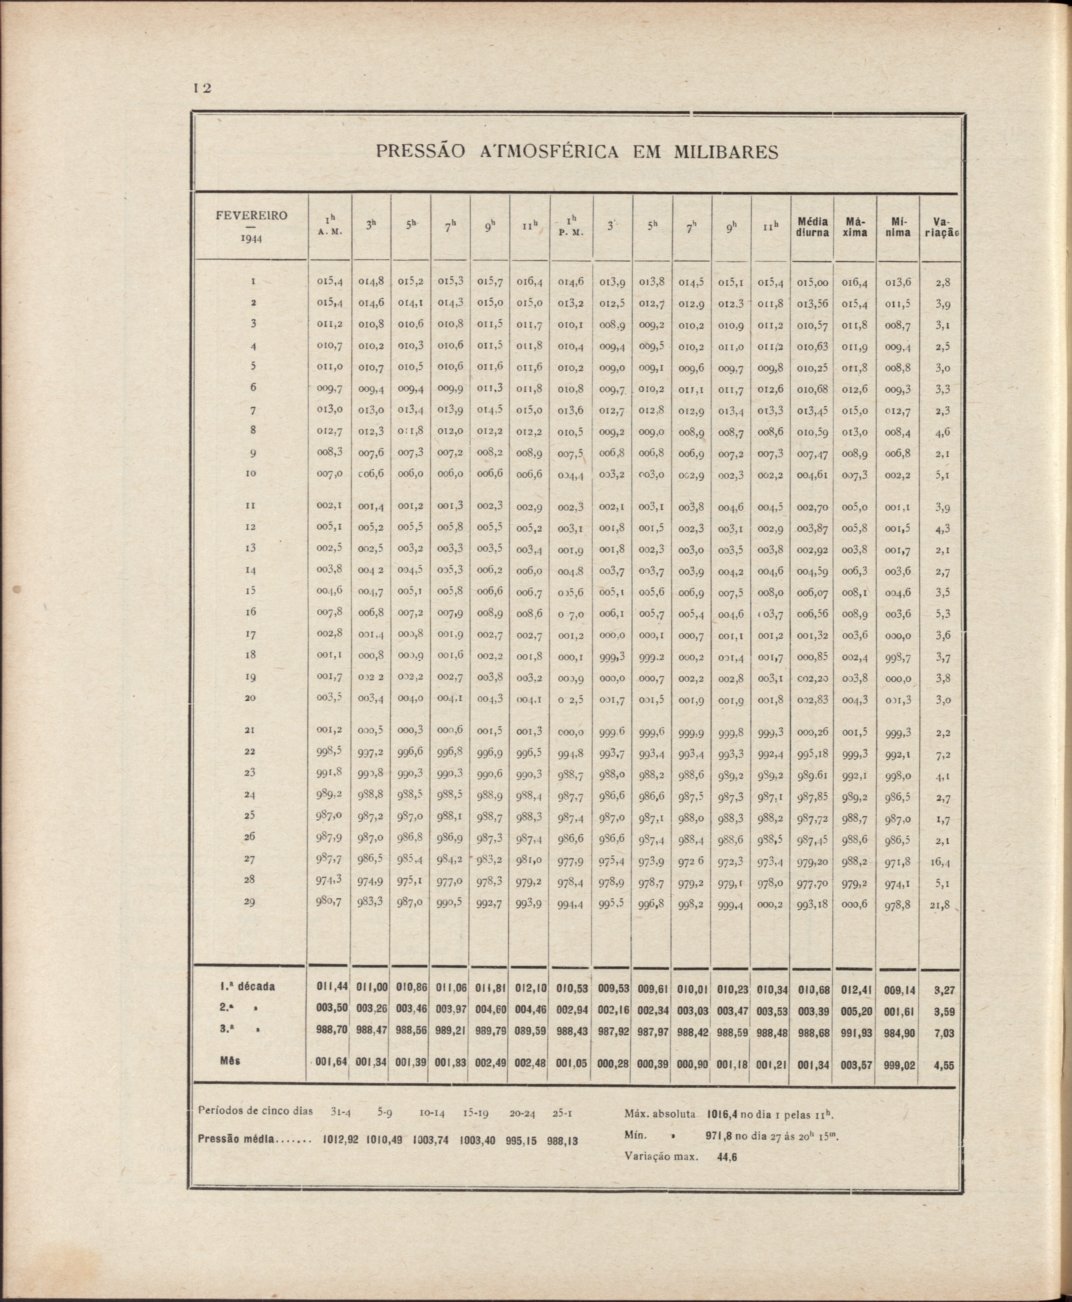 12
PRESSÃO ATMOSFÉRICA EM MILIBARES
FEVEREIRO — 1944 1h A. M. 3h 5h 7h 9h 11h 1h P. M. 3 5h 7h 9h 11h Média diurna Má-xima Mí-nima Va-riação
1 015,4 014,8 015,2 015,3 015,7 016,4 014,6 013,9 013,8 014,5 015,1 015,4 015,00 016,4 013,6 2,8
2 015,4 014,6 014,1 014,3 015,0 015,0 013,2 012,5 012,7 012,9 012,3 011,8 013,56 015,4 011,5 3,9
3 011,2 010,8 010,6 010,8 011,5 011,7 010,1 008,9 009,2 010,2 010,9 011,2 010,57 011,8 008,7 3,1
4 010,7 010,2 010,3 010,6 011,5 011,8 010,4 009,4 009,5 010,2 011,0 011,2 010,63 011,9 009,4 2,5
5 011,0 010,7 010,5 010,6 011,6 011,6 010,2 009,0 009,1 009,6 009,7 009,8 010,25 011,8 008,8 3,0
6 009,7 009,4 009,4 009,9 011,3 011,8 010,8 009,7 010,2 011,1 011,7 012,6 010,68 012,6 009,3 3,3
7 013,0 013,0 013,4 013,9 014,5 015,0 013,6 012,7 012,8 012,9 013,4 013,3 013,45 015,0 012,7 2,3
8 012,7 012,3 011,8 012,0 012,2 012,2 010,5 009,2 009,0 008,9 008,7 008,6 010,59 013,0 008,4 4,6
9 008,3 007,6 007,3 007,2 008,2 008,9 007,5 006,8 006,8 006,9 007,2 007,3 007,47 008,9 006,8 2,1
10 007,0 006,6 006,0 006,0 006,6 006,6 004,4 003,2 003,0 002,9 002,3 002,2 004,61 007,3 002,2 5,1
11 002,1 001,4 001,2 001,3 002,3 002,9 002,3 002,1 003,1 003,8 004,6 004,5 002,70 005,0 001,1 3,9
12 005,1 005,2 005,5 005,8 005,5 005,2 003,1 001,8 001,5 002,3 003,1 002,9 003,87 005,8 001,5 4,3
13 002,5 002,5 003,2 003,3 003,5 003,4 001,9 001,8 002,3 003,0 003,5 003,8 002,92 003,8 001,7 2,1
14 003,8 004 2 004,5 005,3 006,2 006,0 004,8 003,7 003,7 003,9 004,2 004,6 004,59 006,3 003,6 2,7
15 004,6 004,7 005,1 005,8 006,6 006,7 005,6 005,1 005,6 006,9 007,5 008,0 006,07 008,1 004,6 3,5
16 007,8 006,8 007,2 007,9 008,9 008,6 0 7,0 006,1 005,7 005,4 004,6 003,7 006,56 008,9 003,6 5,3
17 002,8 001,4 000,8 001,9 002,7 002,7 001,2 000,0 000,1 000,7 001,1 001,2 001,32 003,6 000,0 3,6
18 001,1 000,8 000,9 001,6 002,2 001,8 000,1 999,3 999,2 000,2 001,4 001,7 000,85 002,4 998,7 3,7
19 001,7 002 2 002,2 002,7 003,8 003,2 000,9 000,0 000,7 002,2 002,8 003,1 002,20 003,8 000,0 3,8
20 003,5 003,4 004,0 004,1 004,3 004,1 0 2,5 001,7 001,5 001,9 001,9 001,8 002,83 004,3 001,3 3,0
21 001,2 000,5 000,3 000,6 001,5 001,3 000,0 999,6 999,6 999,9 999,8 999,3 000,26 001,5 999,3 2,2
22 998,5 997,2 996,6 996,8 996,9 996,5 994,8 993,7 993,4 993,4 993,3 992,4 995,18 999,3 992,1 7,2
23 991,8 990,8 990,3 990,3 990,6 990,3 988,7 988,0 988,2 988,6 989,2 989,2 989,61 992,1 998,0 4,1
24 989,2 988,8 988,5 988,5 988,9 988,4 987,7 986,6 986,6 987,5 987,3 987,1 987,85 989,2 986,5 2,7
25 987,0 987,2 987,0 988,1 988,7 988,3 987,4 987,0 987,1 988,0 988,3 988,2 987,72 988,7 987,0 1,7
26 987,9 987,0 986,8 986,9 987,3 987,4 986,6 986,6 987,4 988,4 988,6 988,5 987,45 988,6 986,5 2,1
27 987,7 986,5 985,4 984,2 983,2 981,0 977,9 975,4 973,9 972 6 972,3 973,4 979,20 988,2 971,8 16,4
28 974,3 974,9 975,1 977,0 978,3 979,2 978,4 978,9 978,7 979,2 979,1 978,0 977,70 979,2 974,1 5,1
29 980,7 983,3 987,0 990,5 992,7 993,9 994,4 995,5 996,8 998,2 999,4 000,2 993,18 000,6 978,8 21,8
1.ª década 011,44 011,00 010,86 011,06 011,81 012,10 010,53 009,53 009,61 010,01 010,23 010,34 010,68 012,41 009,14 3,27
2.ª » 003,50 003,26 003,46 003,97 004,60 004,46 002,94 002,16 002,34 003,03 003,47 003,53 003,39 005,20 001,61 3,59
3.ª » 988,70 988,47 988,56 989,21 989,79 089,59 988,43 987,92 987,97 988,42 988,59 988,48 988,68 991,93 984,90 7,03
Mês 001,64 001,34 001,39 001,83 002,49 002,48 001,05 000,28 000,39 000,90 001,18 001,21 001,34 003,57 999,02 4,55
Períodos de cinco dias 31-4 5-9 10-14 15-19 20-24 25-1
Pressão média....... 1012,92 1010,49 1003,74 1003,40 995,15 988,13
Máx. absoluta 1016,4 no dia 1 pelas 11h.
Mín. » 971,8 no dia 27 ás 20h 15m.
Variação max. 44,6